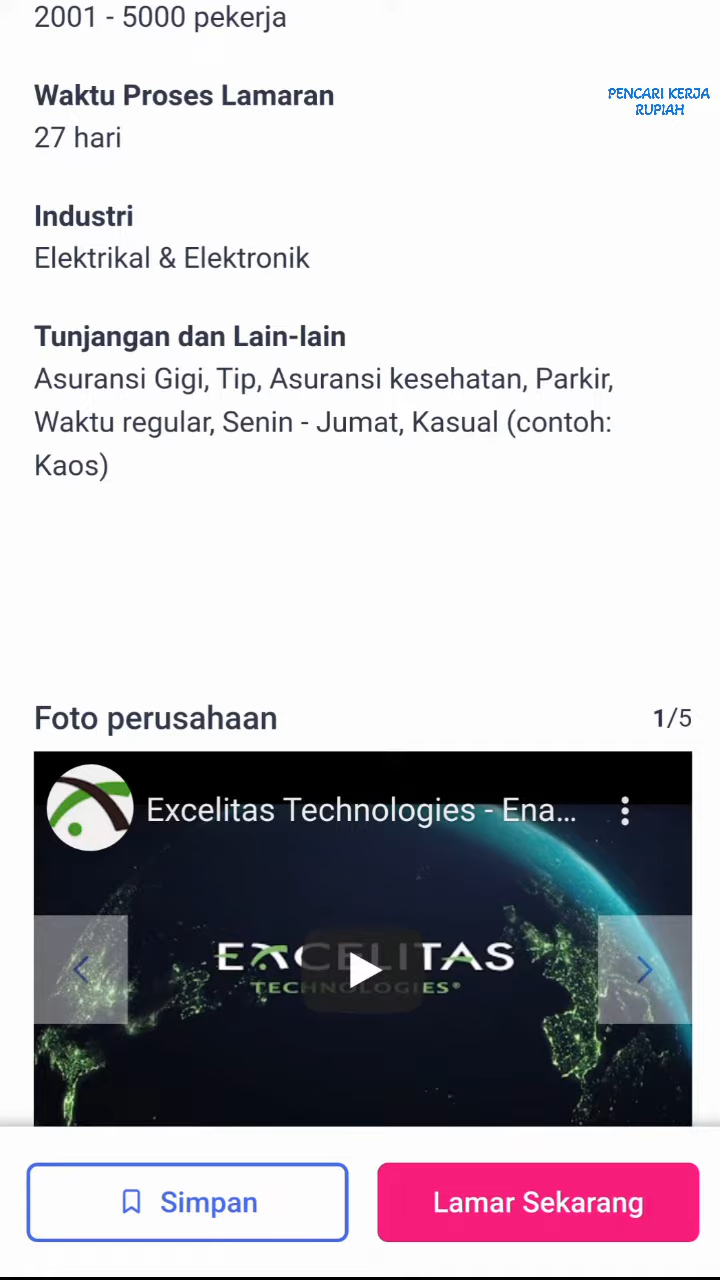 2001 - 5000 pekerja
Waktu Proses Lamaran
PENCARI KERJA
RUPIAH
27 hari
Industri
Elektrikal & Elektronik
Tunjangan dan Lain-lain
Asuransi Gigi, Tip, Asuransi kesehatan, Parkir,
Waktu regular, Senin - Jumat, Kasual (contoh:
Kaos)
Foto perusahaan
1/5
Excelitas Technologies - Ena...
EXCELITAS
TECHNOLOGIES®
Simpan
Lamar Sekarang